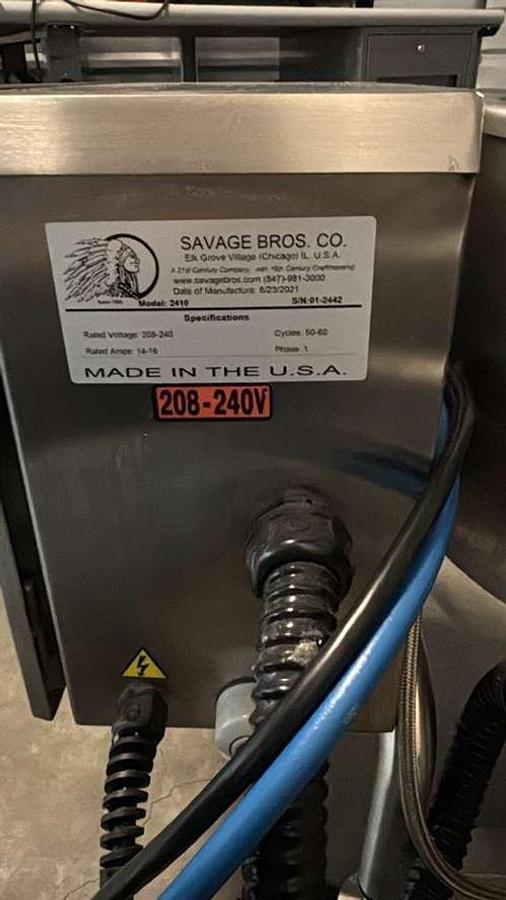 SAVAGE BROS. CO.
Elk Grove Village (Chicago) IL. U.S.A.
A 21st Century Company with 19th Century Craftmanship
www.savagebros.com (547)-981-3000
Date of Manufacture: 8/23/2021
Model: 2410 S/N:01-2442
Specifications
Rated Voltage: 208-240 Cycles: 50-60
Rated Amps: 14-16 Phase: 1
MADE IN THE U.S.A.
208-240V